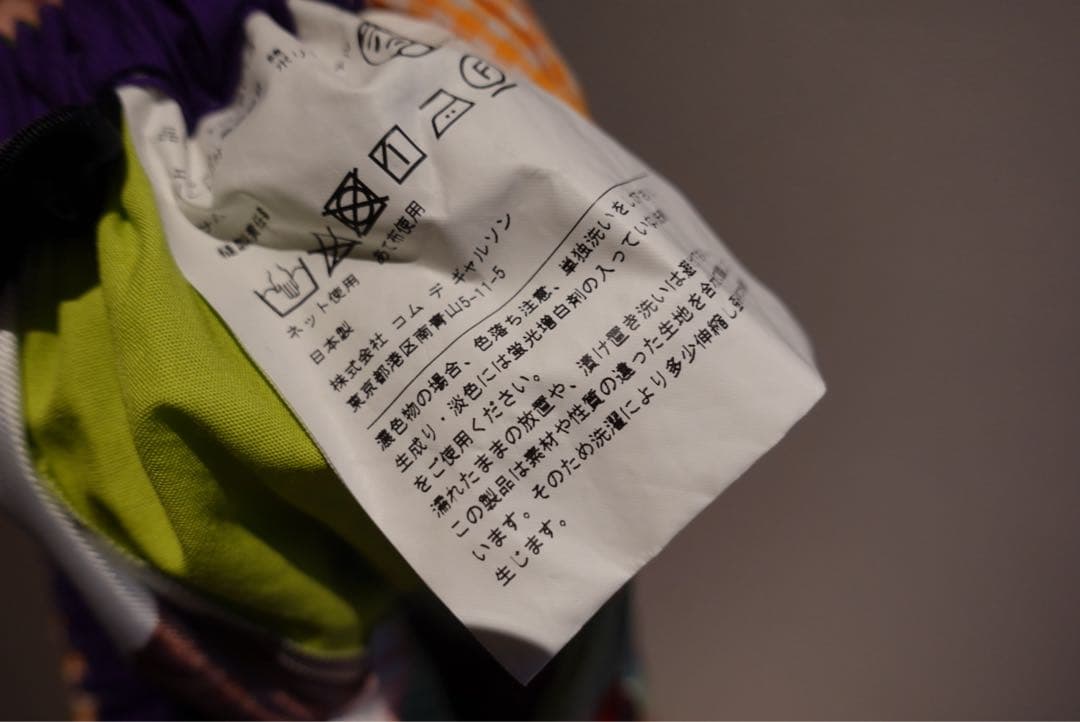 ネット使用
あて布使用
日本製
株式会社 コム デ ギャルソン
東京都港区南青山5-11-5
濃色物の場合、色落ち注意、単独洗いを
生成り・淡色には蛍光増白剤の入ってい
をご使用ください。
濡れたままの放置や、漬け置き洗いは
この製品は素材や性質の違った生地を
います。そのため洗濯により多少伸縮
生じます。